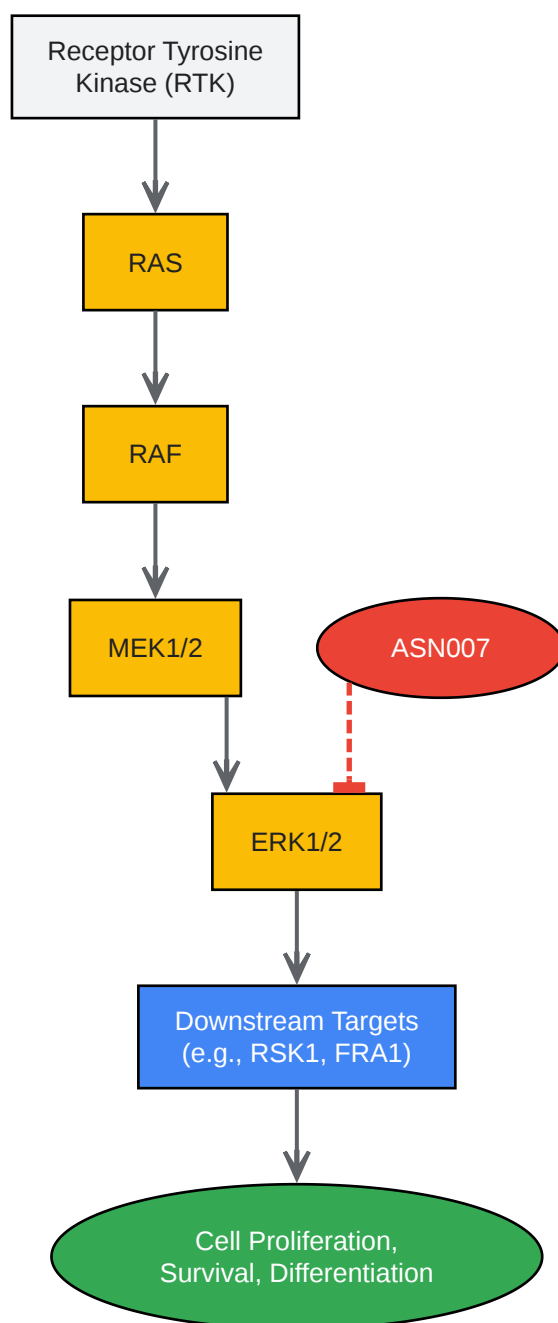 Receptor Tyrosine
Kinase (RTK)
RAS
RAF
MEK1/2
ASN007
ERK1/2
Downstream Targets
(e.g., RSK1, FRA1)
Cell Proliferation,
Survival, Differentiation